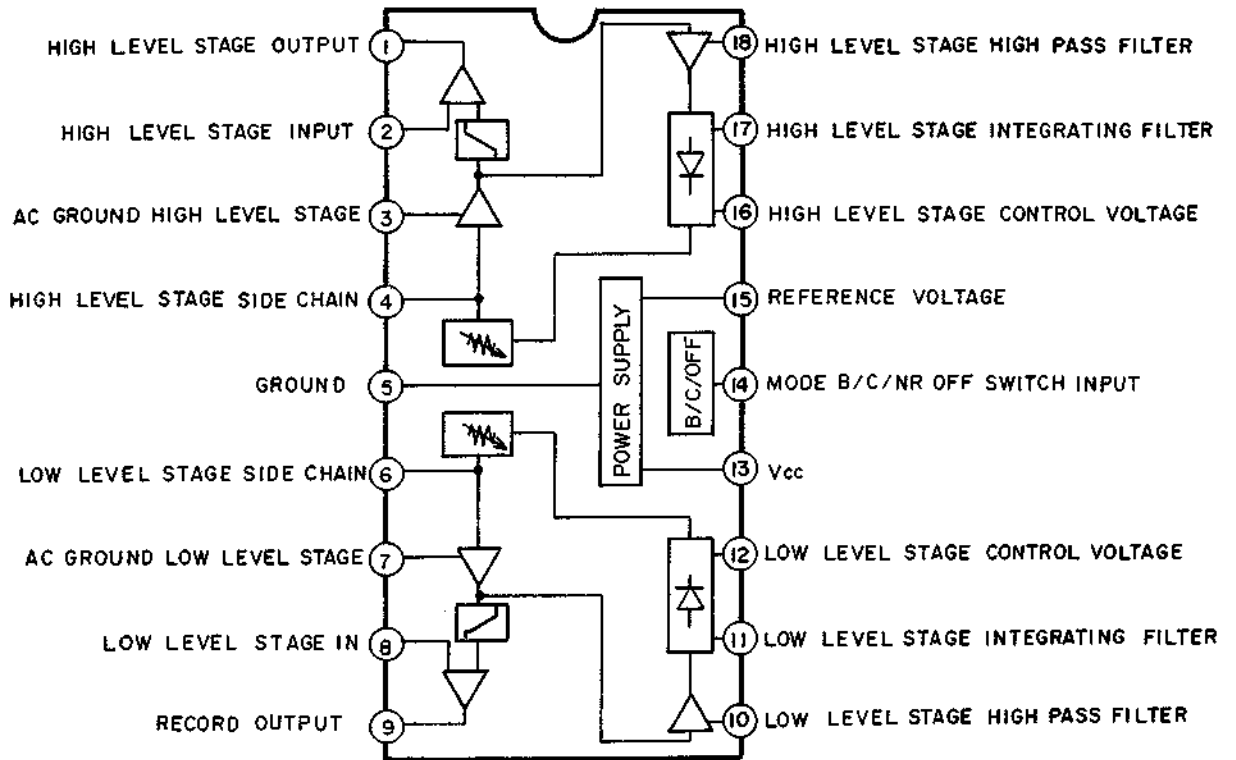 1 HIGH LEVEL STAGE OUTPUT
2 HIGH LEVEL STAGE INPUT
3 AC GROUND HIGH LEVEL STAGE
4 HIGH LEVEL STAGE SIDE CHAIN
5 GROUND
6 LOW LEVEL STAGE SIDE CHAIN
7 AC GROUND LOW LEVEL STAGE
8 LOW LEVEL STAGE IN
9 RECORD OUTPUT
POWER SUPPLY
B/C/OFF
18 HIGH LEVEL STAGE HIGH PASS FILTER
17 HIGH LEVEL STAGE INTEGRATING FILTER
16 HIGH LEVEL STAGE CONTROL VOLTAGE
15 REFERENCE VOLTAGE
14 MODE B/C/NR OFF SWITCH INPUT
13 Vcc
12 LOW LEVEL STAGE CONTROL VOLTAGE
11 LOW LEVEL STAGE INTEGRATING FILTER
10 LOW LEVEL STAGE HIGH PASS FILTER